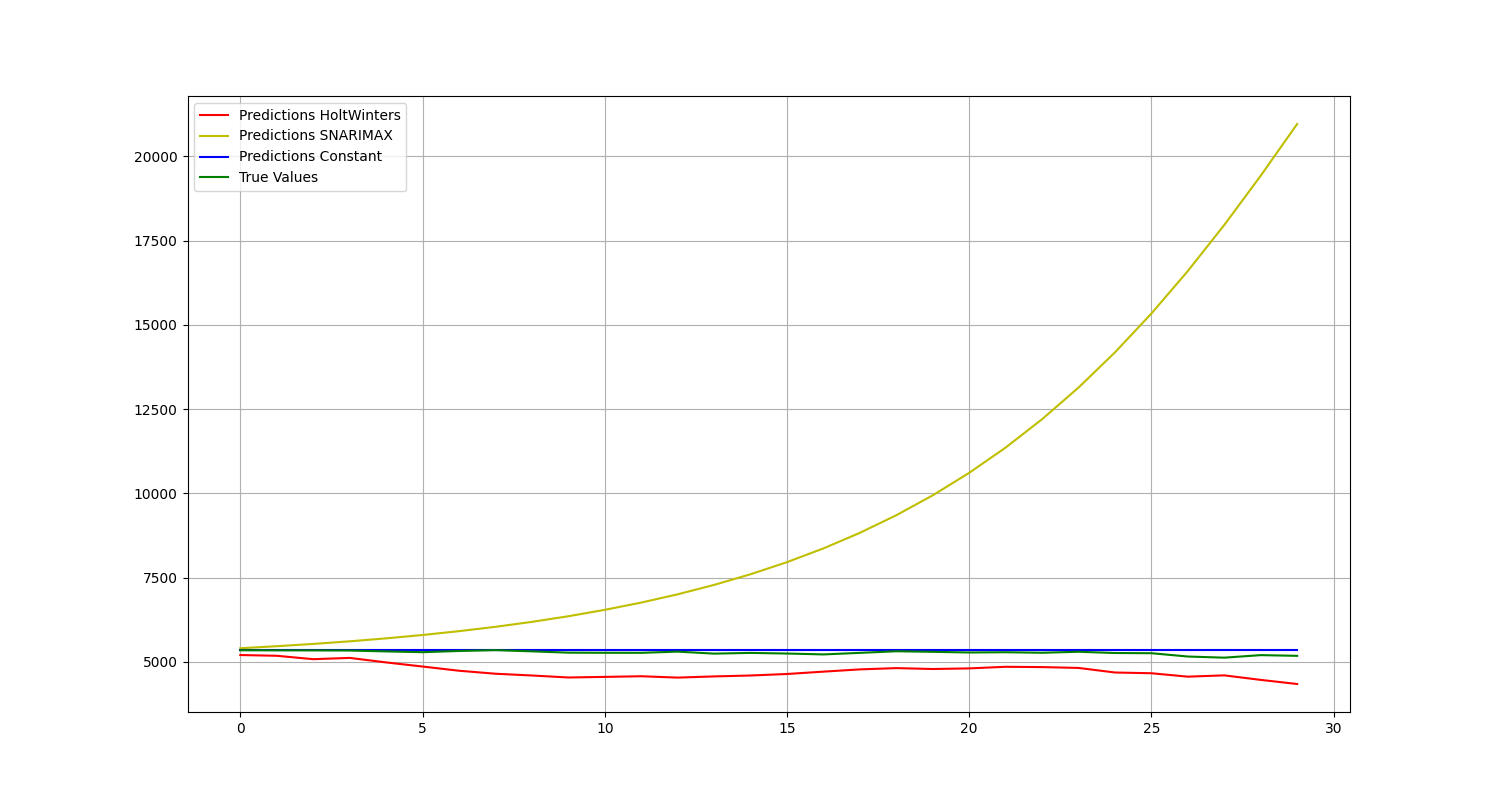 Predictions HoltWinters
Predictions SNARIMAX
Predictions Constant
True Values
20000
17500
15000
12500
10000
7500
5000
0 5 10 15 20 25 30